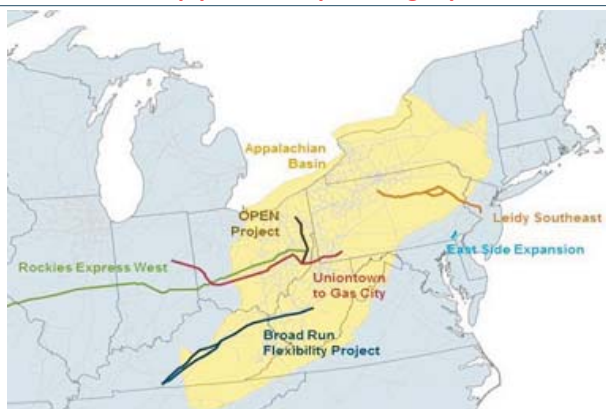 Appalachian
Basin
OPEN
Project
Leidy Southeast
East Side Expansion
Rockies Express West
Uniontown
to Gas City
Broad Run
Flexibility Project